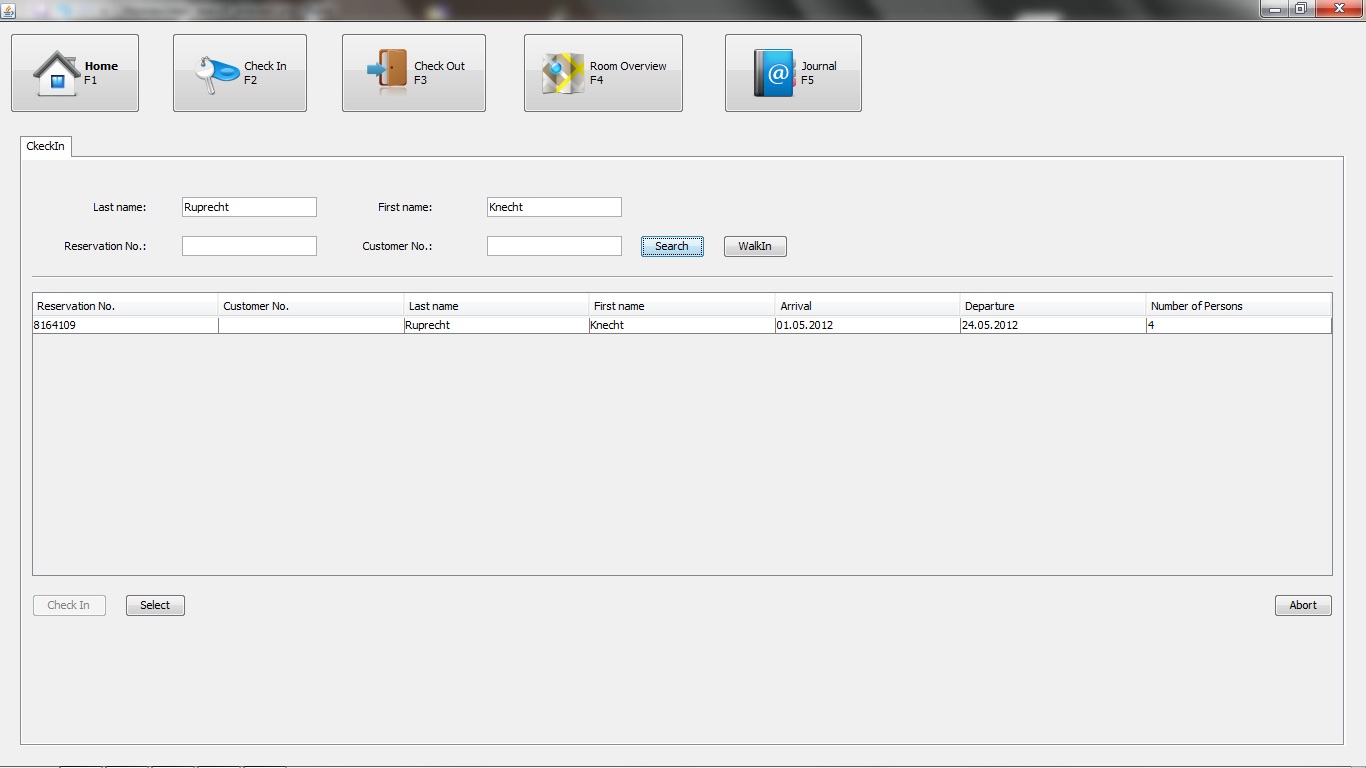 Home
F1
Check In
F2
Check Out
F3
Room Overview
F4
Journal
F5
CkeckIn
Last name: Ruprecht First name: Knecht
Reservation No.: Customer No.: Search WalkIn
Reservation No. Customer No. Last name First name Arrival Departure Number of Persons
8164109 Ruprecht Knecht 01.05.2012 24.05.2012 4
Check In Select Abort